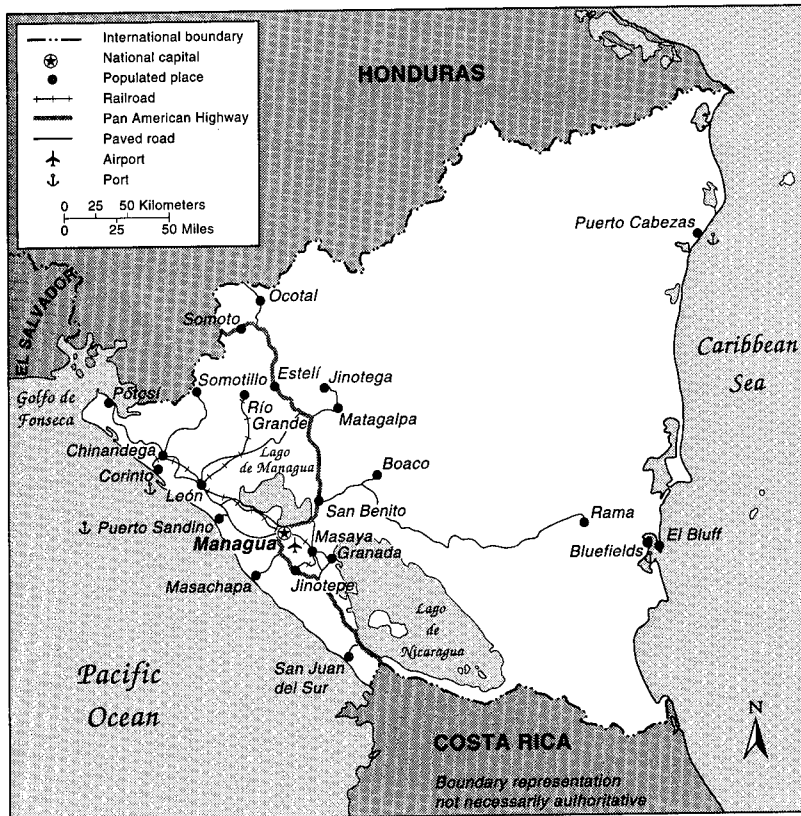 International boundary
National capital
Populated place
Railroad
Pan American Highway
Paved road
Airport
Port
0 25 50 Kilometers
0 25 50 Miles
HONDURAS
Puerto Cabezas
EL SALVADOR
Ocotal
Somoto
Caribbean
Sea
Golfo de
Fonseca
Potosí
Somotillo
Estelí
Jinotega
Río
Grande
Matagalpa
Chinandega
Lago
de Managua
Corinto
León
Boaco
San Benito
Rama
Puerto Sandino
Managua
Masaya
Granada
El Bluff
Bluefields
Masachapa
Jinotepe
Lago
de
Nicaragua
Pacific
Ocean
San Juan
del Sur
N
COSTA RICA
Boundary representation
not necessarily authoritative